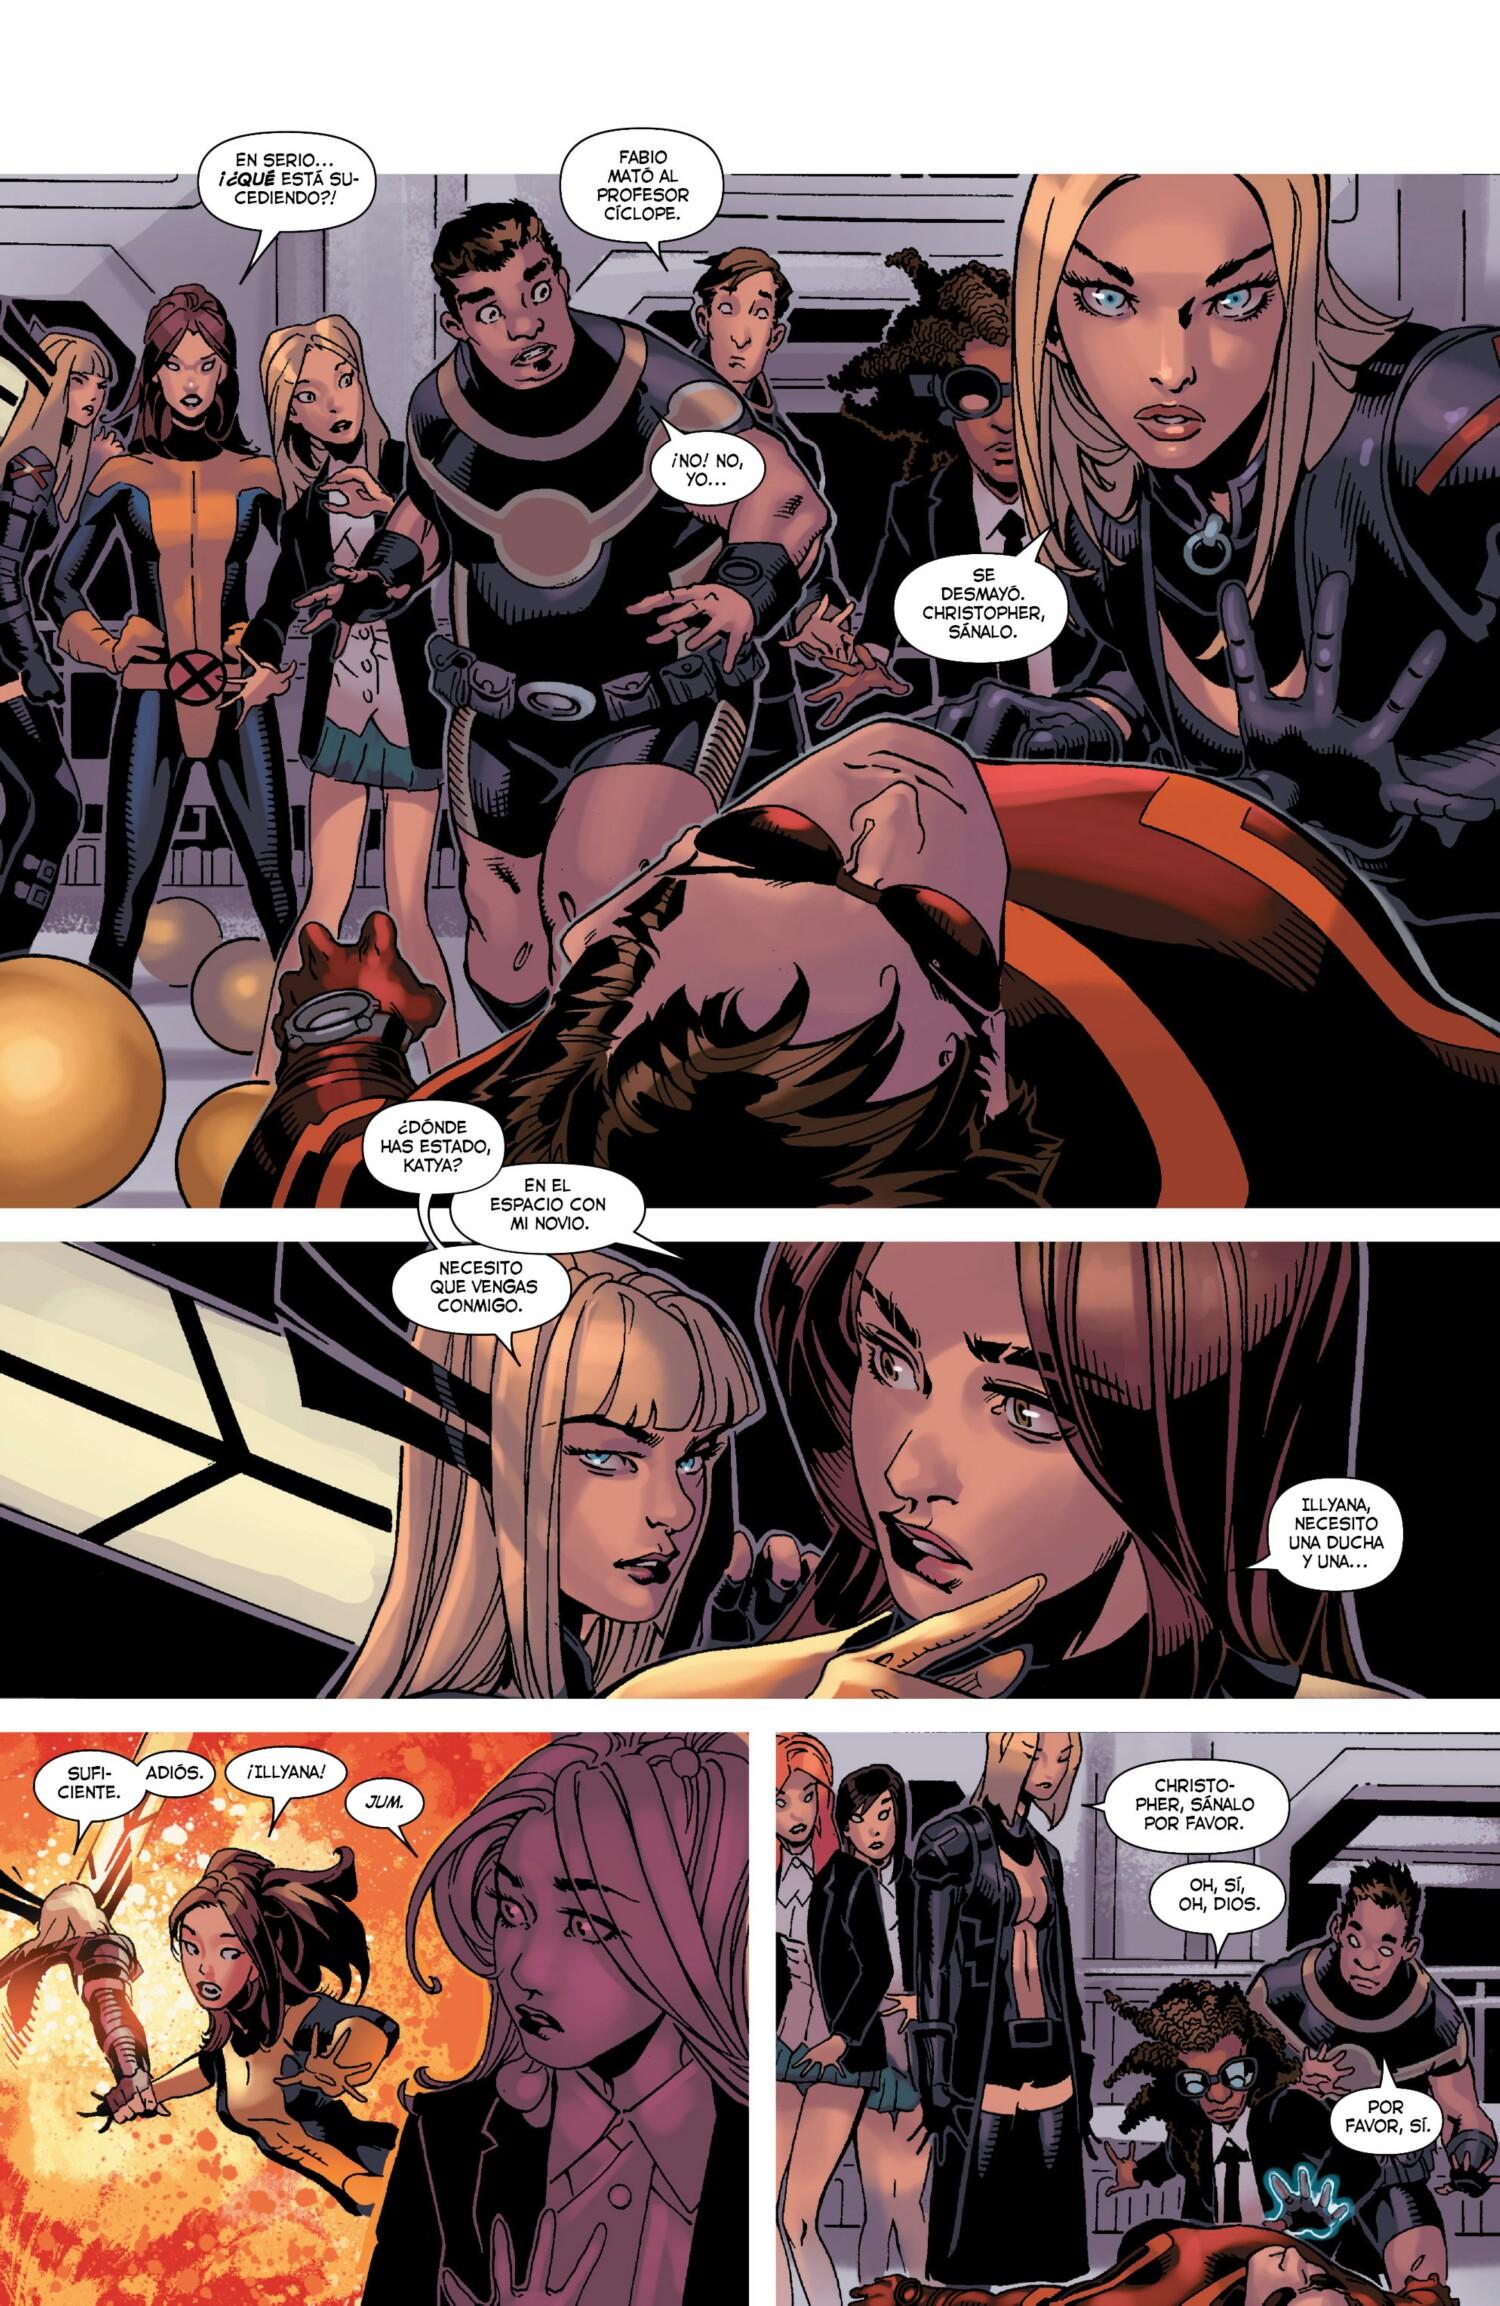 EN SERIO...
¡¿QUÉ ESTÁ SU-
CEDIENDO?!
FABIO
MATÓ AL
PROFESOR
CÍCLOPE.
¡NO! NO,
YO...
SE
DESMAYÓ.
CHRISTOPHER,
SÁNALO.
¿DÓNDE
HAS ESTADO,
KATYA?
EN EL
ESPACIO CON
MI NOVIO.
NECESITO
QUE VENGAS
CONMIGO.
ILLYANA,
NECESITO
UNA DUCHA
Y UNA...
SUFI-
CIENTE.
ADIÓS.
¡ILLYANA!
JUM.
CHRISTO-
PHER, SÁNALO
POR FAVOR.
OH, SÍ,
OH, DIOS.
POR
FAVOR, SÍ.